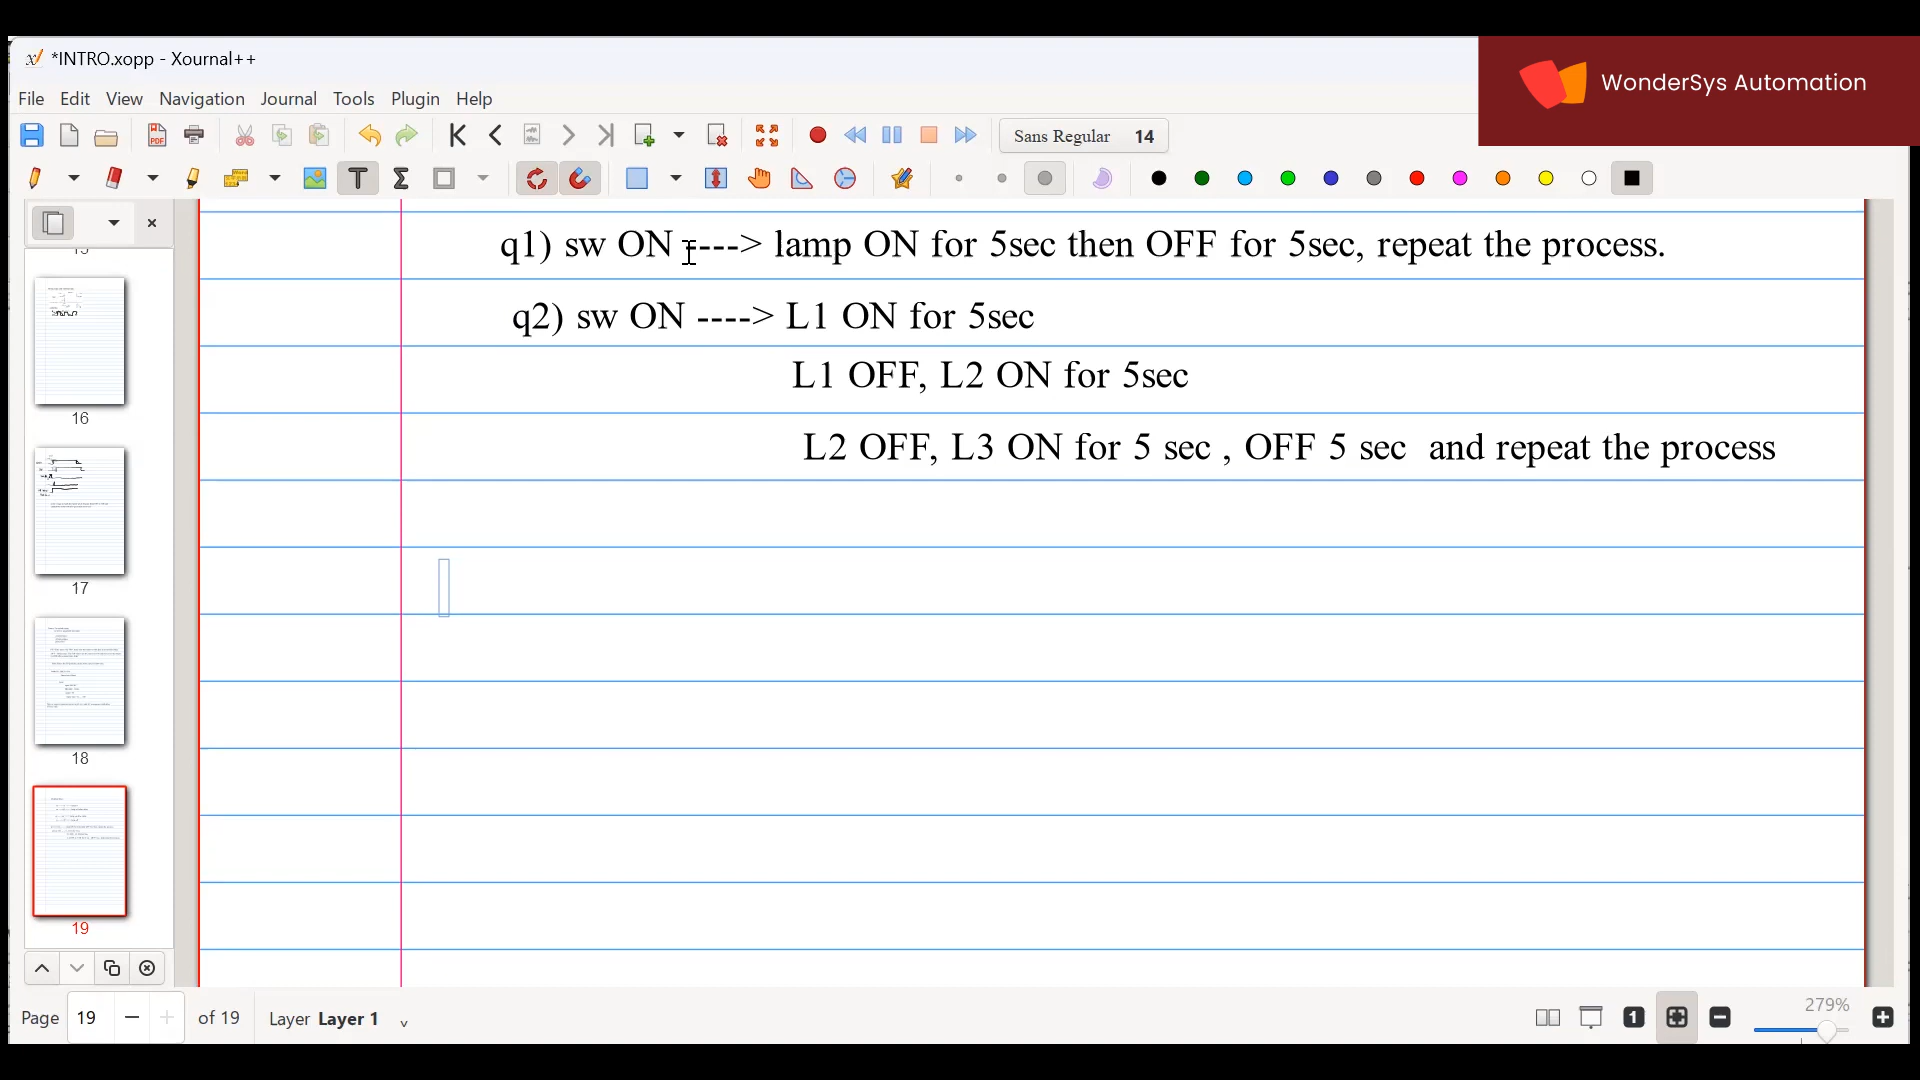 *INTRO.xopp - Xournal++
WonderSys Automation
File Edit View Navigation Journal Tools Plugin Help
Sans Regular 14
q1) sw ON ----> lamp ON for 5sec then OFF for 5sec, repeat the process.
q2) sw ON ----> L1 ON for 5sec
L1 OFF, L2 ON for 5sec
L2 OFF, L3 ON for 5 sec , OFF 5 sec and repeat the process
16
17
18
19
Page 19 of 19 Layer Layer 1
279%